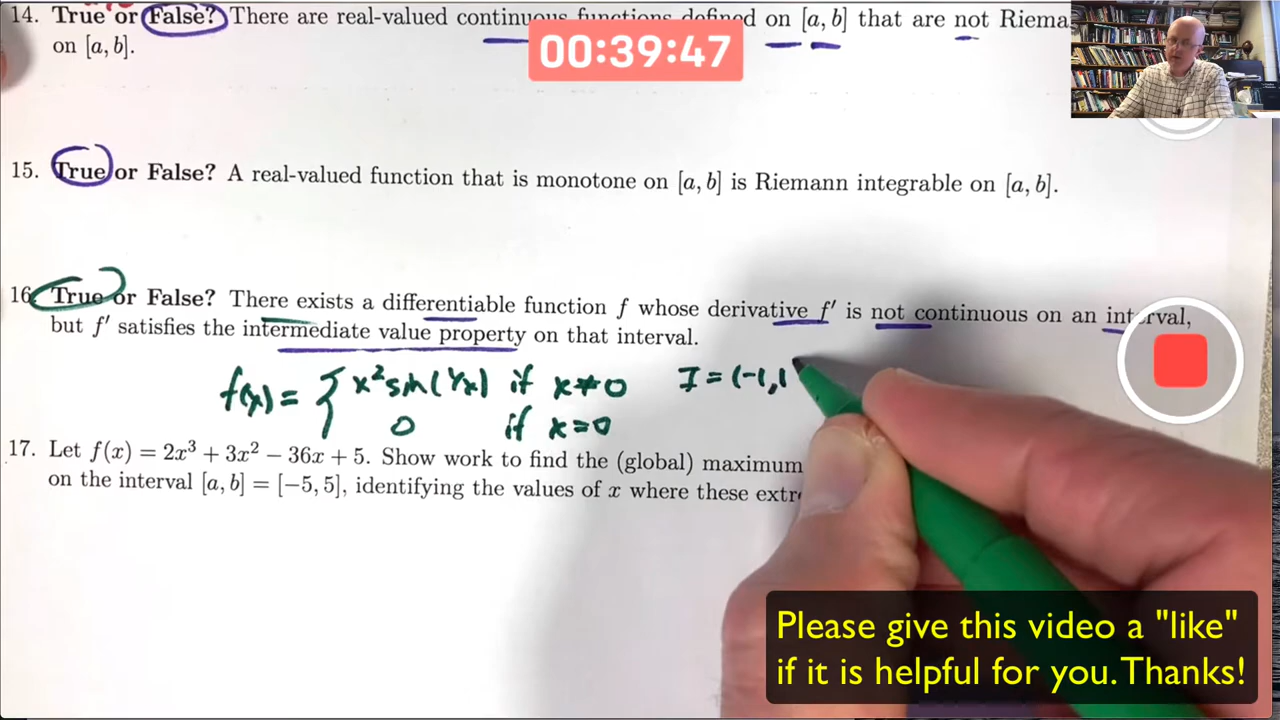 14. True or False? There are real-valued continuous functions defined on [a, b] that are not
on [a, b].
00:39:47
15. True or False? A real-valued function that is monotone on [a, b] is Riemann integrable on [a, b].
16. True or False? There exists a differentiable function f whose derivative f′ is not continuous on an interval,
but f′ satisfies the intermediate value property on that interval.
f(x) = { x² sin(1/x) if x ≠ 0
0 if x = 0
I = (-1, 1
17. Let f(x) = 2x³ + 3x² − 36x + 5. Show work to find the (global) maximum
on the interval [a, b] = [−5, 5], identifying the values of x where these
Please give this video a "like"
if it is helpful for you. Thanks!